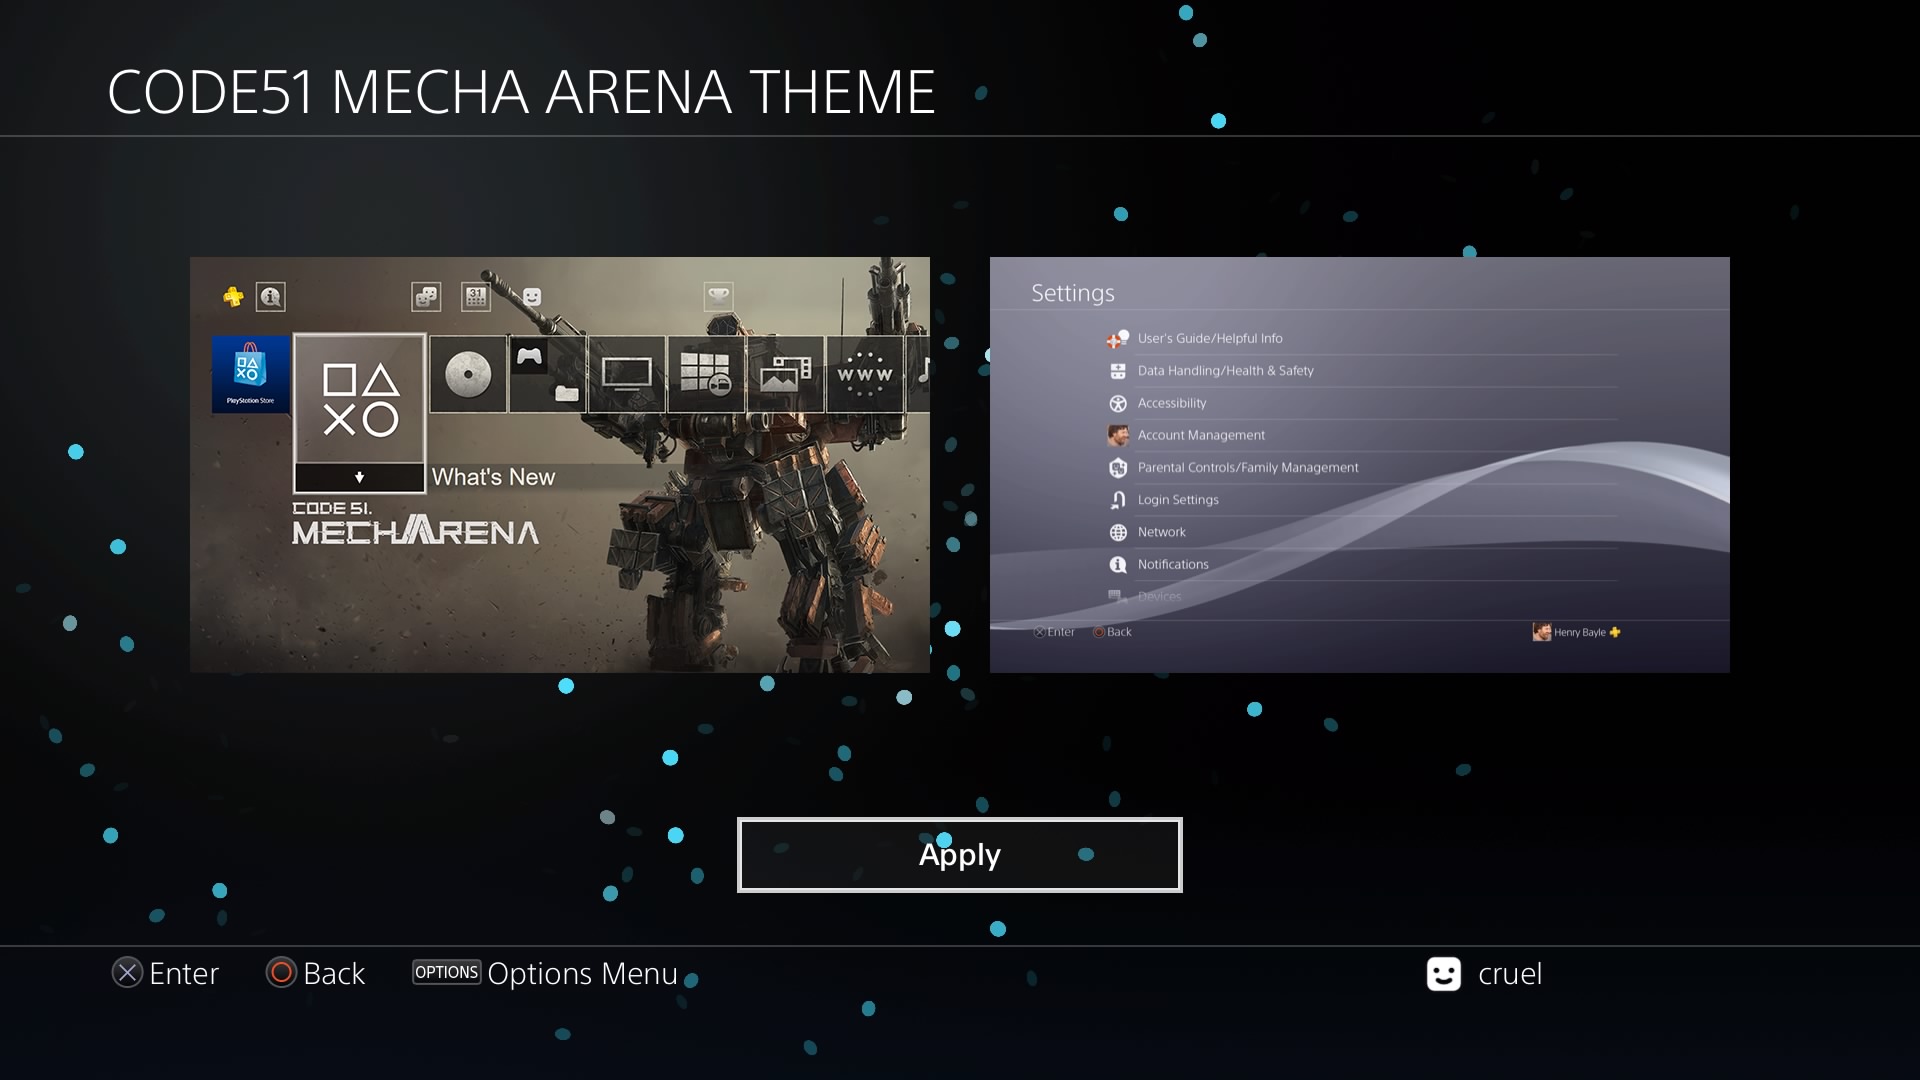 CODE51 MECHA ARENA THEME
31
PlayStation Store
WWW
What's New
CODE 51.
MECHARENA
Settings
User's Guide/Helpful Info
Data Handling/Health & Safety
Accessibility
Account Management
Parental Controls/Family Management
Login Settings
Network
Notifications
Devices
Enter Back
Henry Bayle
Apply
Enter Back OPTIONS Options Menu
cruel